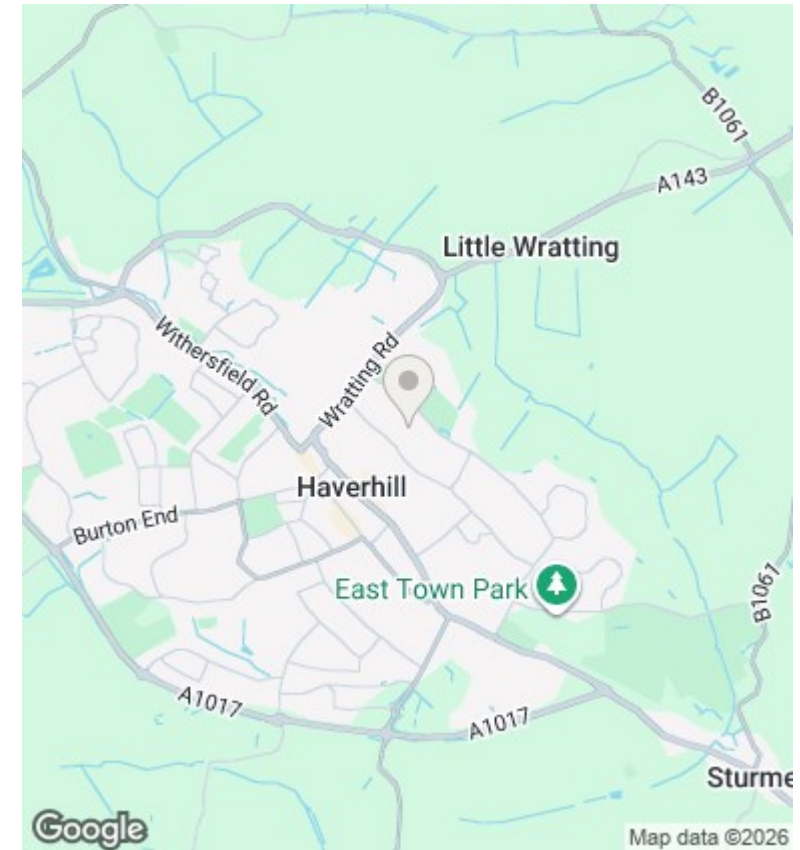 B1061
A143
Little Wratting
Withersfield Rd
Wratting Rd
Haverhill
Burton End
East Town Park
B1061
A1017
A1017
Sturme
Google
Map data ©2026